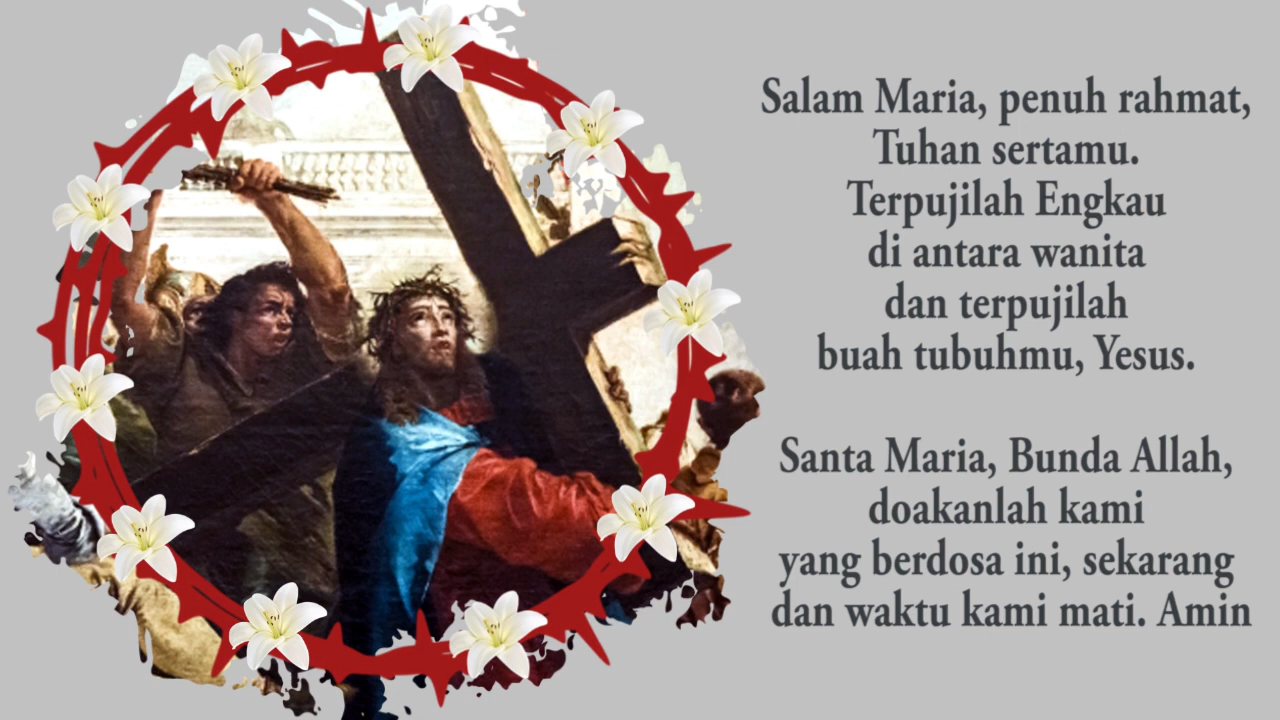 Salam Maria, penuh rahmat,
Tuhan sertamu.
Terpujilah Engkau
di antara wanita
dan terpujilah
buah tubuhmu, Yesus.
Santa Maria, Bunda Allah,
doakanlah kami
yang berdosa ini, sekarang
dan waktu kami mati. Amin